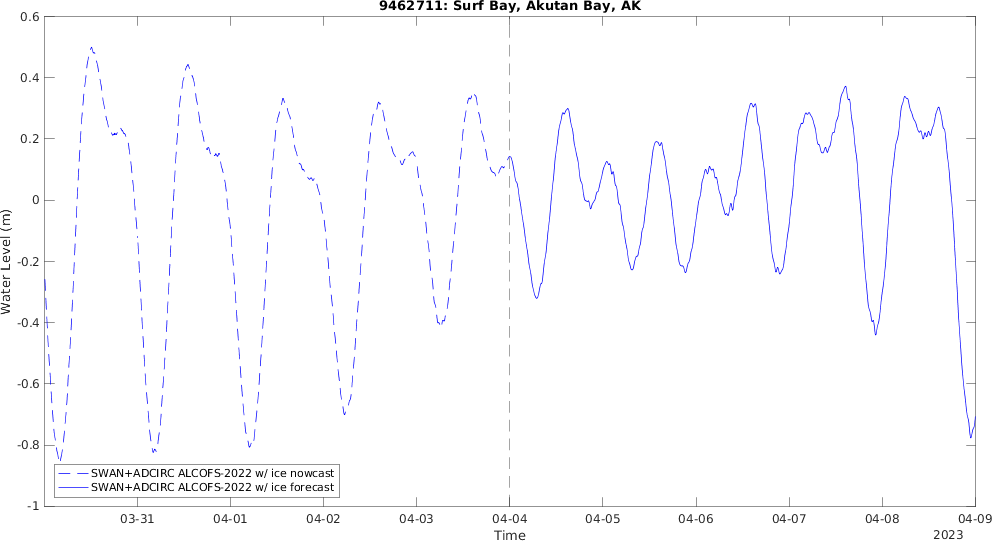 9462711: Surf Bay, Akutan Bay, AK
0.6
0.4
0.2
0
-0.2
-0.4
-0.6
-0.8
-1
Water Level (m)
SWAN+ADCIRC ALCOFS-2022 w/ ice nowcast
SWAN+ADCIRC ALCOFS-2022 w/ ice forecast
03-31 04-01 04-02 04-03 04-04 04-05 04-06 04-07 04-08 04-09
Time
2023